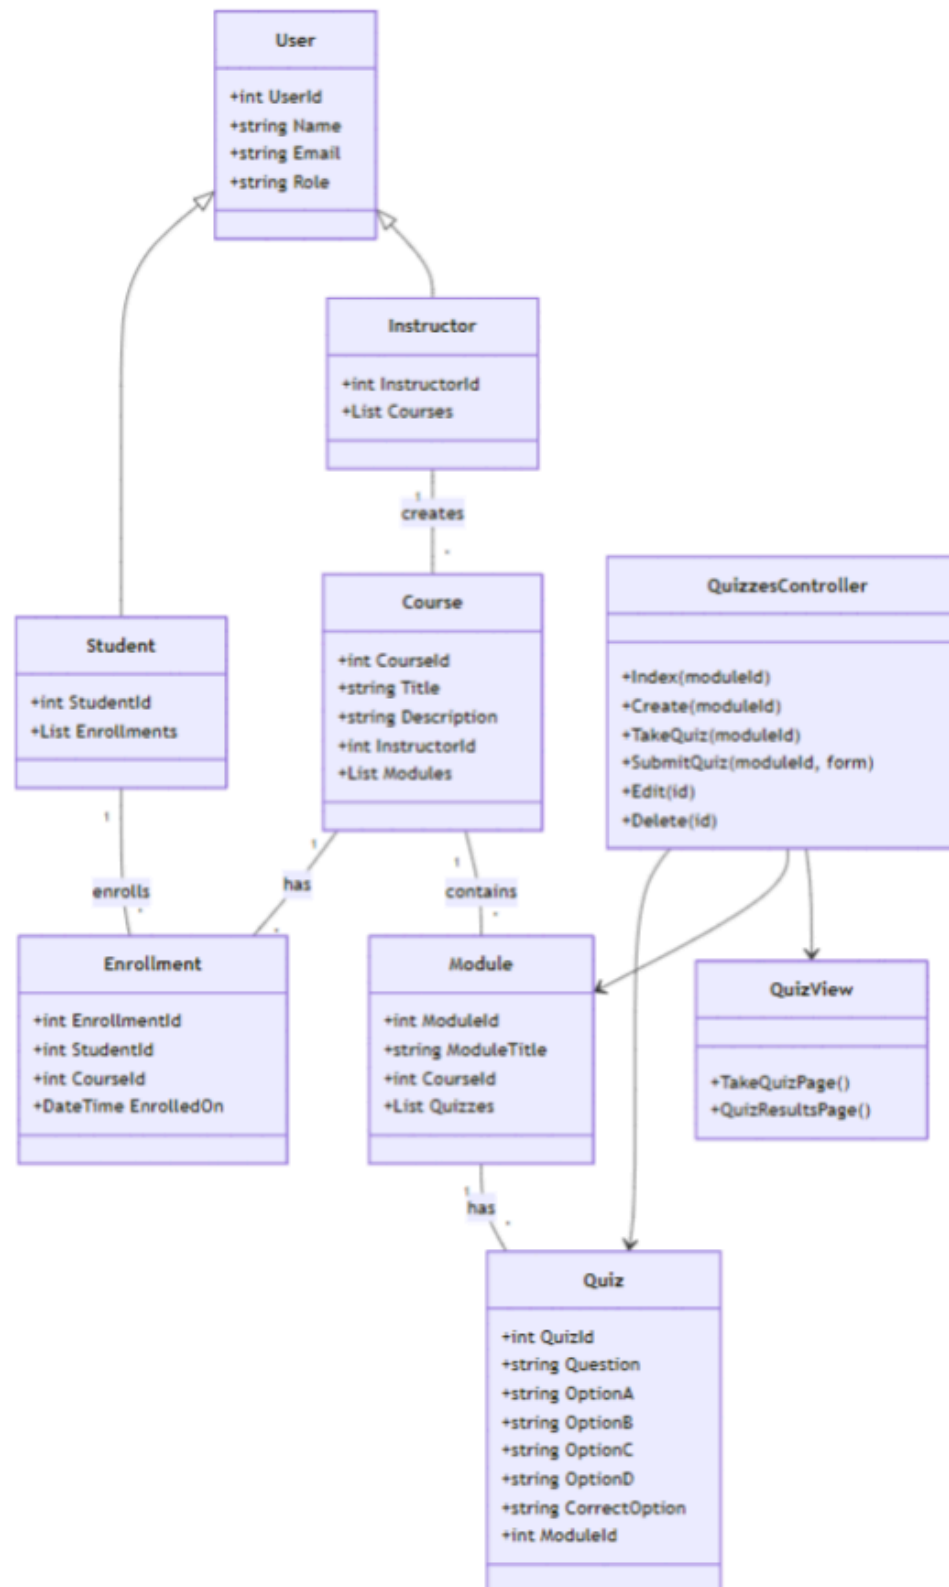 User
+int UserId
+string Name
+string Email
+string Role
Instructor
+int InstructorId
+List Courses
1
creates
*
Course
+int CourseId
+string Title
+string Description
+int InstructorId
+List Modules
QuizzesController
+Index(moduleId)
+Create(moduleId)
+TakeQuiz(moduleId)
+SubmitQuiz(moduleId, form)
+Edit(id)
+Delete(id)
Student
+int StudentId
+List Enrollments
1
enrolls
*
1
has
*
1
contains
*
Enrollment
+int EnrollmentId
+int StudentId
+int CourseId
+DateTime EnrolledOn
Module
+int ModuleId
+string ModuleTitle
+int CourseId
+List Quizzes
QuizView
+TakeQuizPage()
+QuizResultsPage()
1
has
*
Quiz
+int QuizId
+string Question
+string OptionA
+string OptionB
+string OptionC
+string OptionD
+string CorrectOption
+int ModuleId